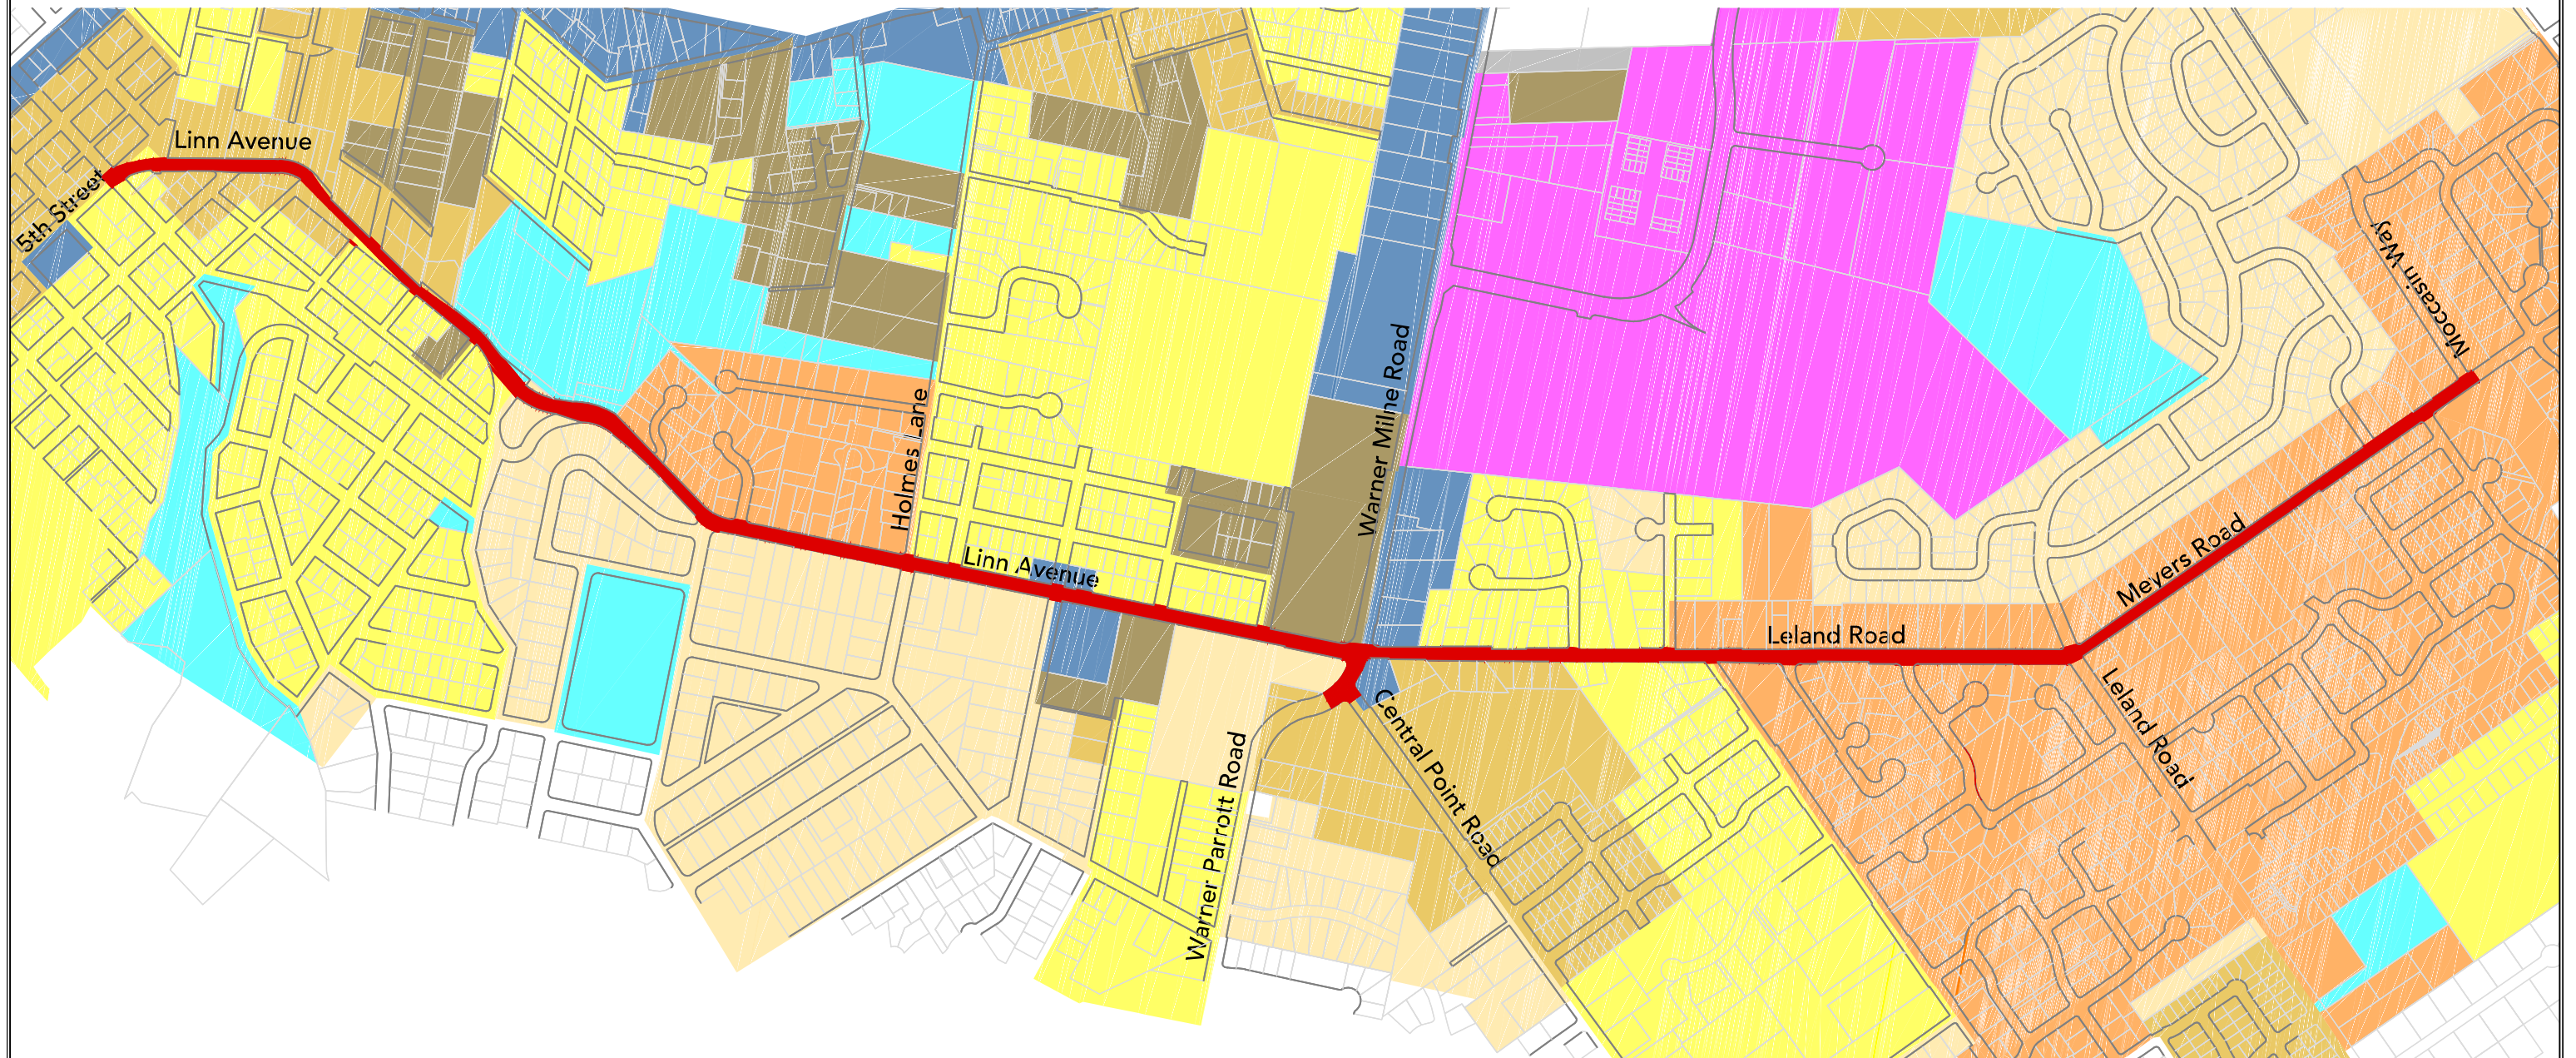 Linn Avenue
5th Street
Moccasin Way
Warner Milne Road
Holmes Lane
Linn Avenue
Meyers Road
Leland Road
Leland Road
Central Point Road
Warner Parrott Road